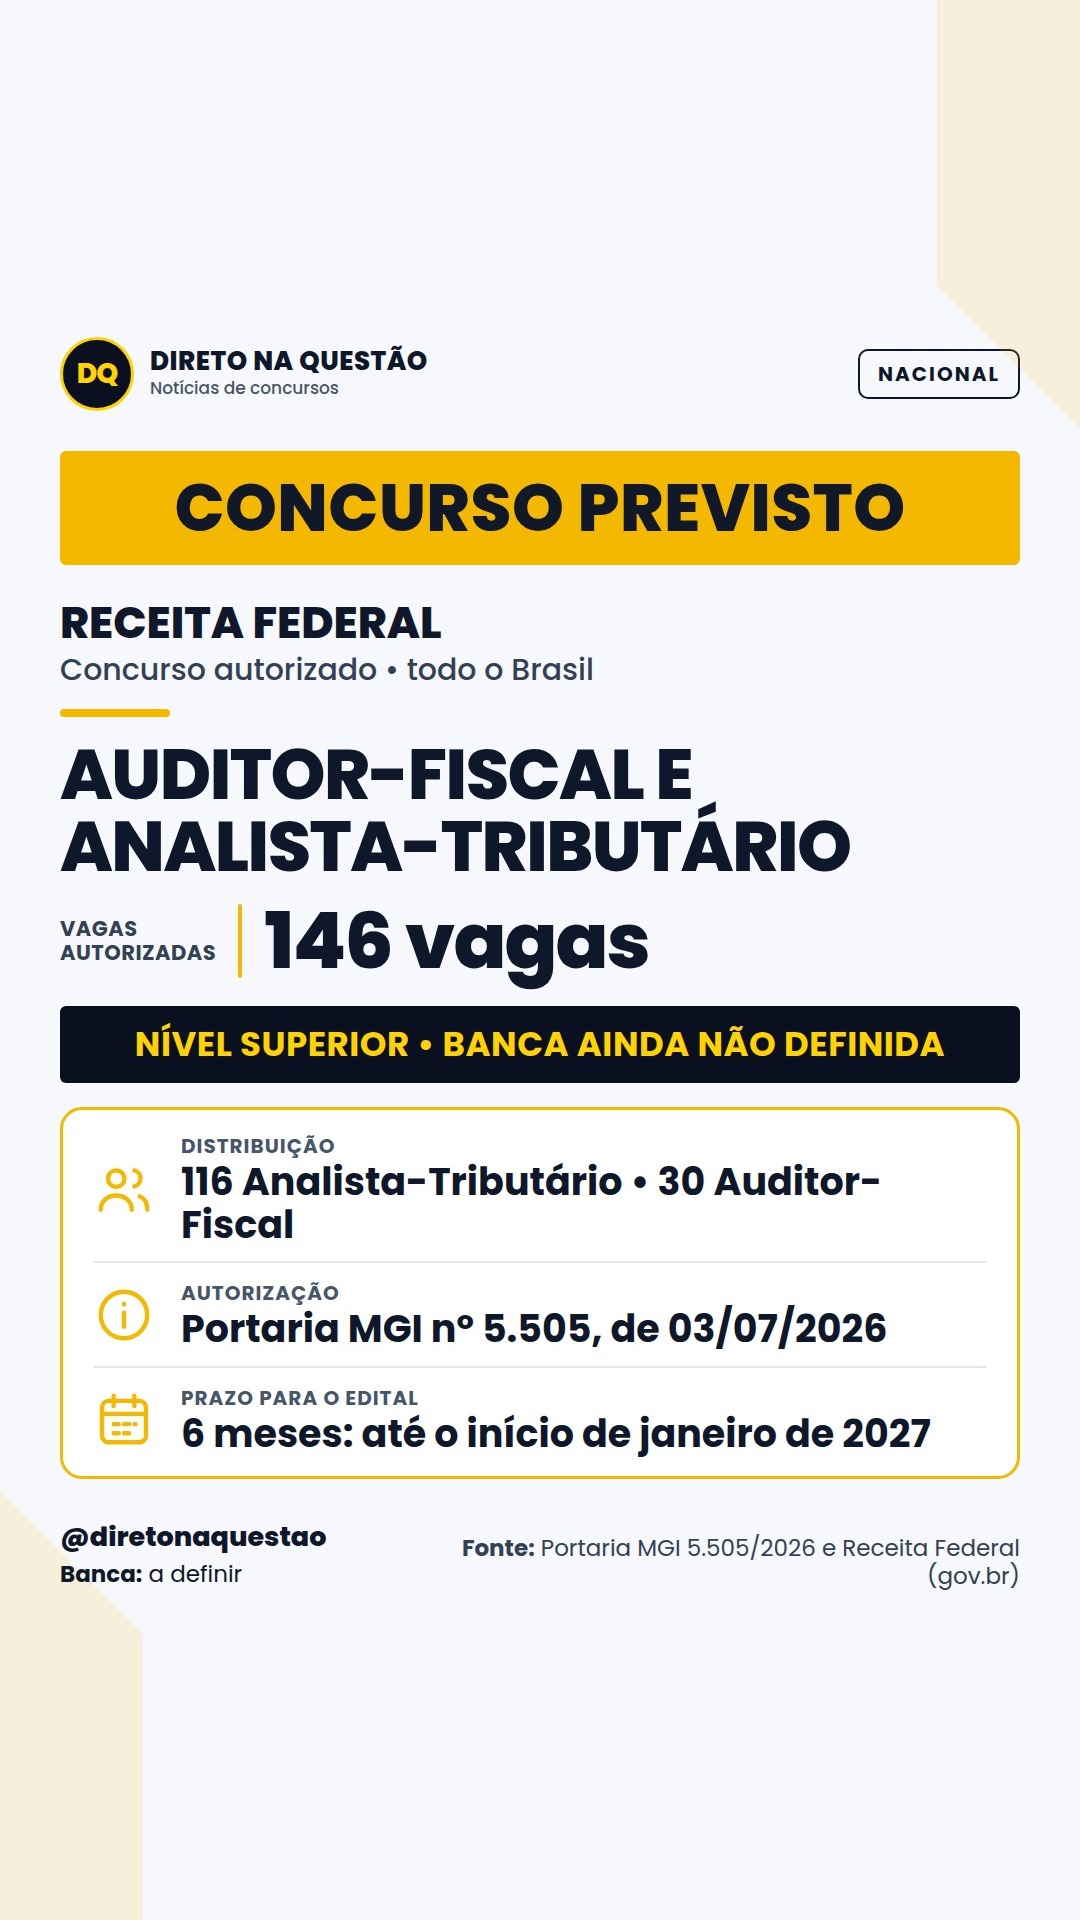 DQ
DIRETO NA QUESTÃO
Notícias de concursos
NACIONAL
CONCURSO PREVISTO
RECEITA FEDERAL
Concurso autorizado • todo o Brasil
AUDITOR-FISCAL E
ANALISTA-TRIBUTÁRIO
VAGAS
AUTORIZADAS
146 vagas
NÍVEL SUPERIOR • BANCA AINDA NÃO DEFINIDA
DISTRIBUIÇÃO
116 Analista-Tributário • 30 Auditor-
Fiscal
AUTORIZAÇÃO
Portaria MGI nº 5.505, de 03/07/2026
PRAZO PARA O EDITAL
6 meses: até o início de janeiro de 2027
@diretonaquestao
Banca: a definir
Fonte: Portaria MGI 5.505/2026 e Receita Federal
(gov.br)